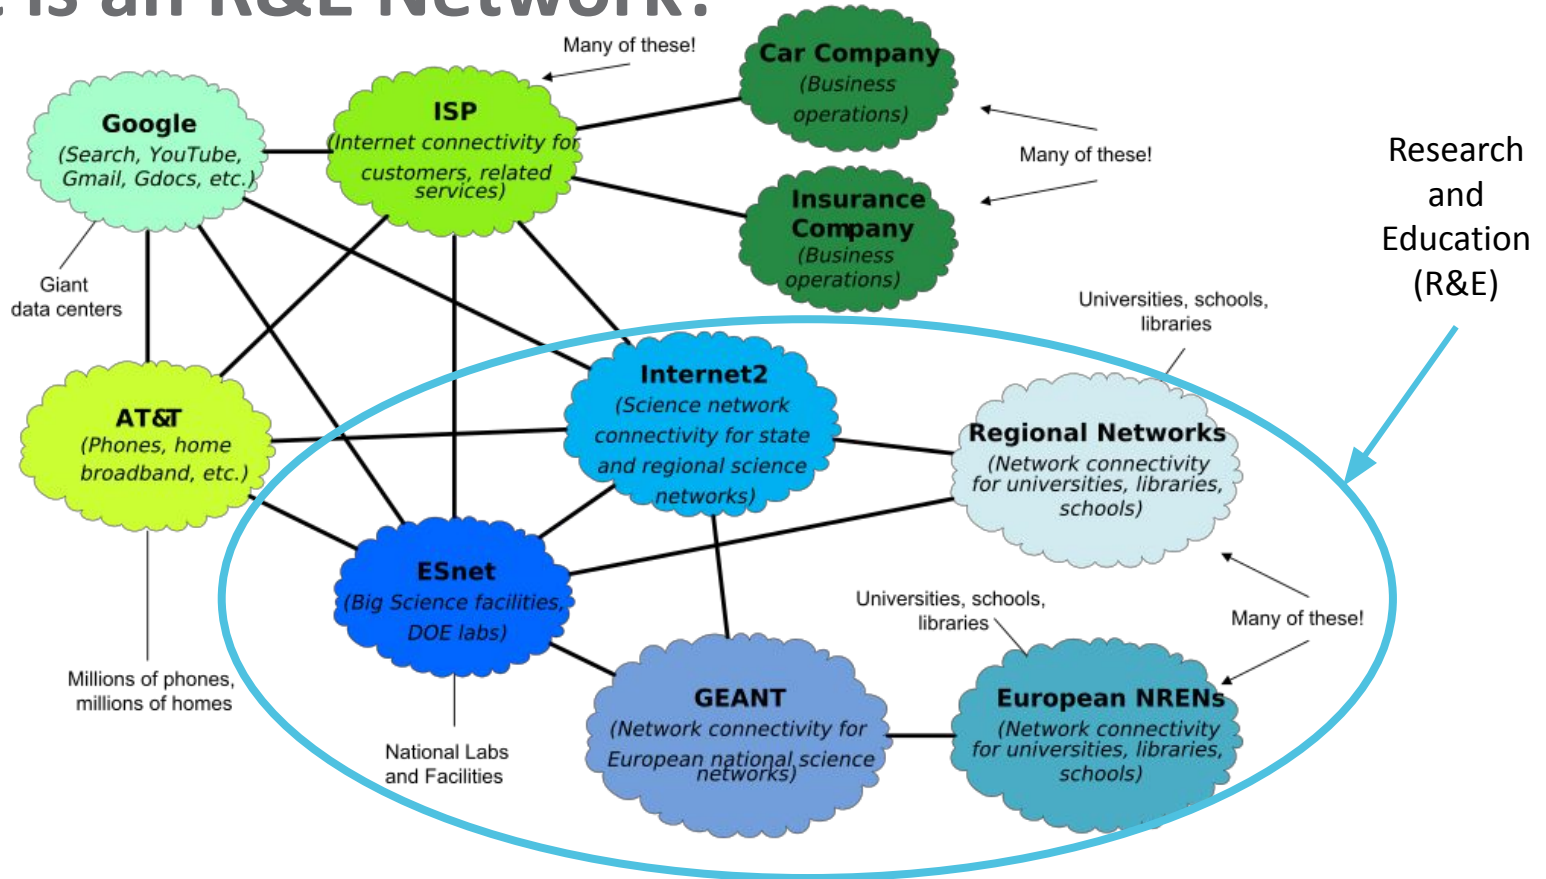 is an R&E Network?
Many of these!
Car Company
(Business
operations)
Google
(Search, YouTube,
Gmail, Gdocs, etc.)
ISP
(Internet connectivity for
customers, related
services)
Many of these!
Insurance
Company
(Business
operations)
Research
and
Education
(R&E)
Giant
data centers
Universities, schools,
libraries
Internet2
(Science network
connectivity for state
and regional science
networks)
AT&T
(Phones, home
broadband, etc.)
Regional Networks
(Network connectivity
for universities, libraries,
schools)
ESnet
(Big Science facilities,
DOE labs)
Universities, schools,
libraries
Many of these!
Millions of phones,
millions of homes
GEANT
(Network connectivity for
European national science
networks)
European NRENs
(Network connectivity
for universities, libraries,
schools)
National Labs
and Facilities